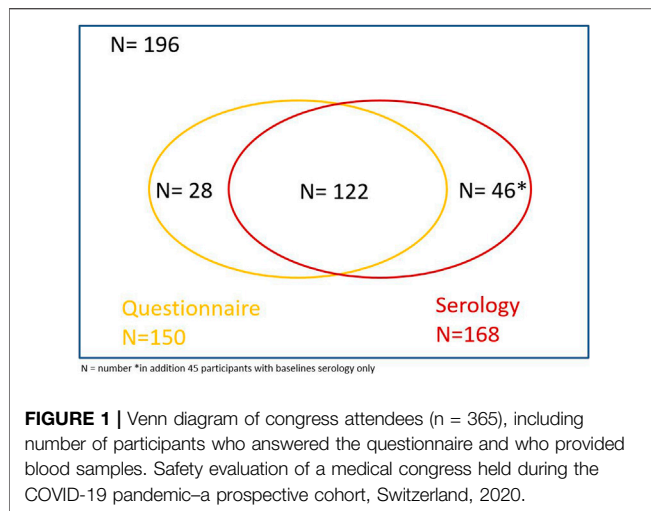 N= 196
N= 28
N= 122
N= 46*
Questionnaire
N=150
Serology
N=168
N = number *in addition 45 participants with baselines serology only
FIGURE 1 | Venn diagram of congress attendees (n = 365), including
number of participants who answered the questionnaire and who provided
blood samples. Safety evaluation of a medical congress held during the
COVID-19 pandemic–a prospective cohort, Switzerland, 2020.